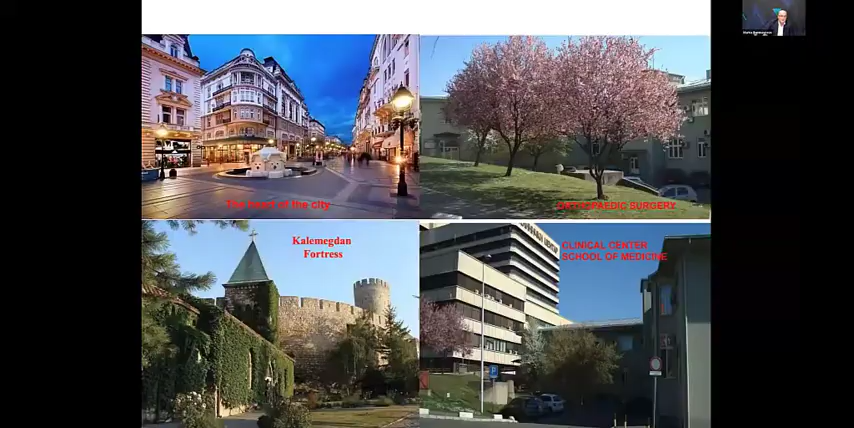 The heart of the city
ORTHOPAEDIC SURGERY
Kalemegdan
Fortress
CLINICAL CENTER
SCHOOL OF MEDICINE